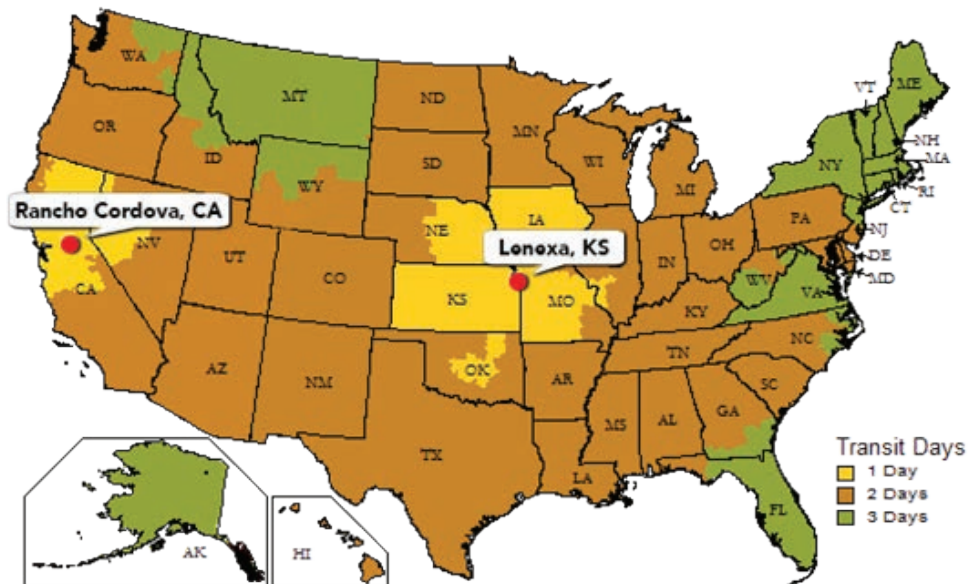 WA
MT
ND
MN
OR
ID
SD
WI
MI
WY
VT
ME
NH
NY
MA
RI
CT
Rancho Cordova, CA
NV
UT
CO
CA
NE
IA
Lenexa, KS
KS
MO
IN
OH
PA
NJ
DE
MD
WV
VA
KY
AZ
NM
OK
AR
TN
NC
SC
MS
AL
GA
TX
LA
FL
Transit Days
1 Day
2 Days
3 Days
AK
HI